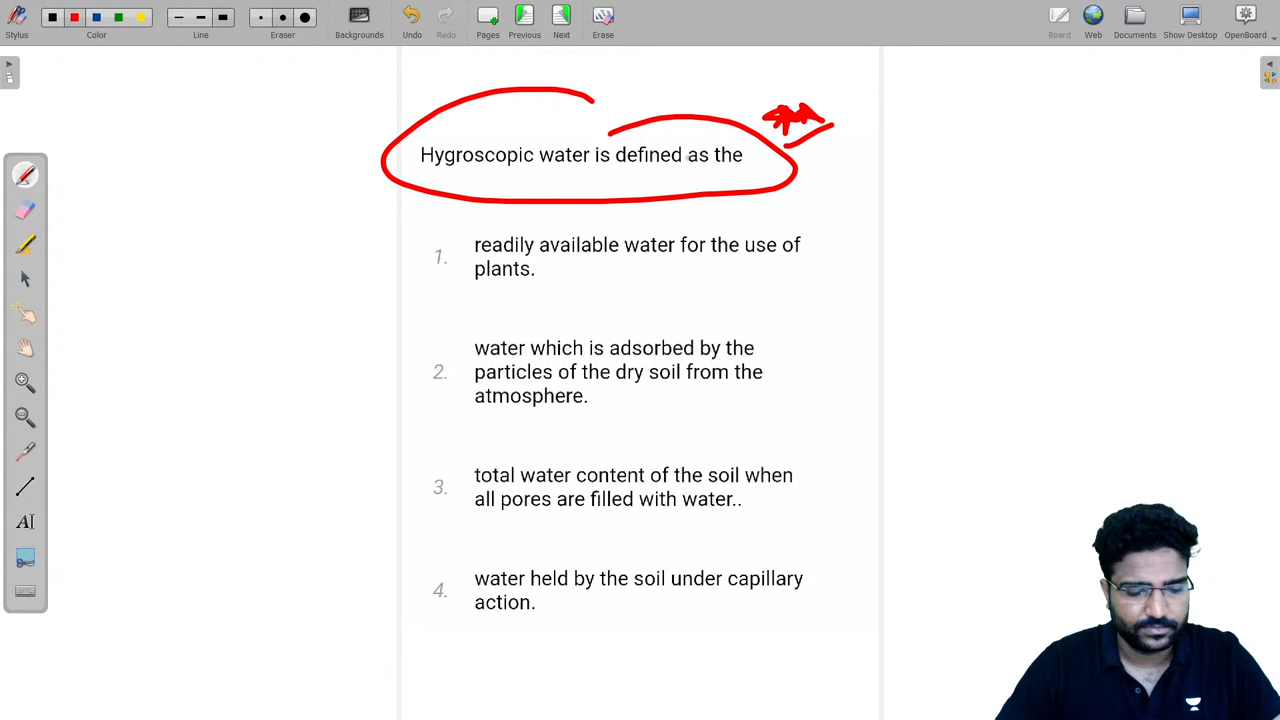 Stylus
Color
Line
Eraser
Backgrounds
Undo
Redo
Pages
Previous
Next
Erase
Board
Web
Documents
Show Desktop
OpenBoard
Hygroscopic water is defined as the
1.
readily available water for the use of
plants.
2.
water which is adsorbed by the
particles of the dry soil from the
atmosphere.
3.
total water content of the soil when
all pores are filled with water..
4.
water held by the soil under capillary
action.